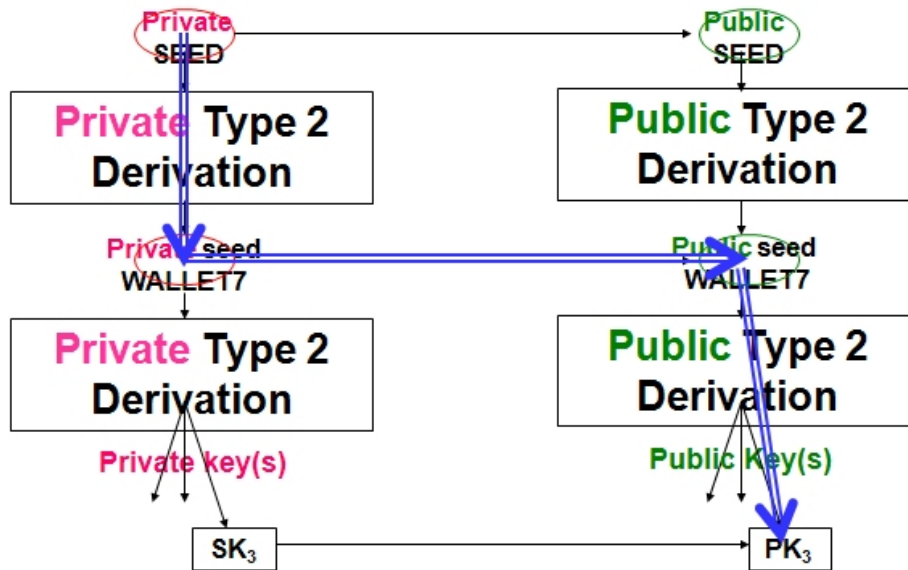 Private
SEED
Public
SEED
Private Type 2
Derivation
Public Type 2
Derivation
Private seed
WALLET7
Public seed
WALLET7
Private Type 2
Derivation
Public Type 2
Derivation
Private key(s)
Public Key(s)
SK₃
PK₃